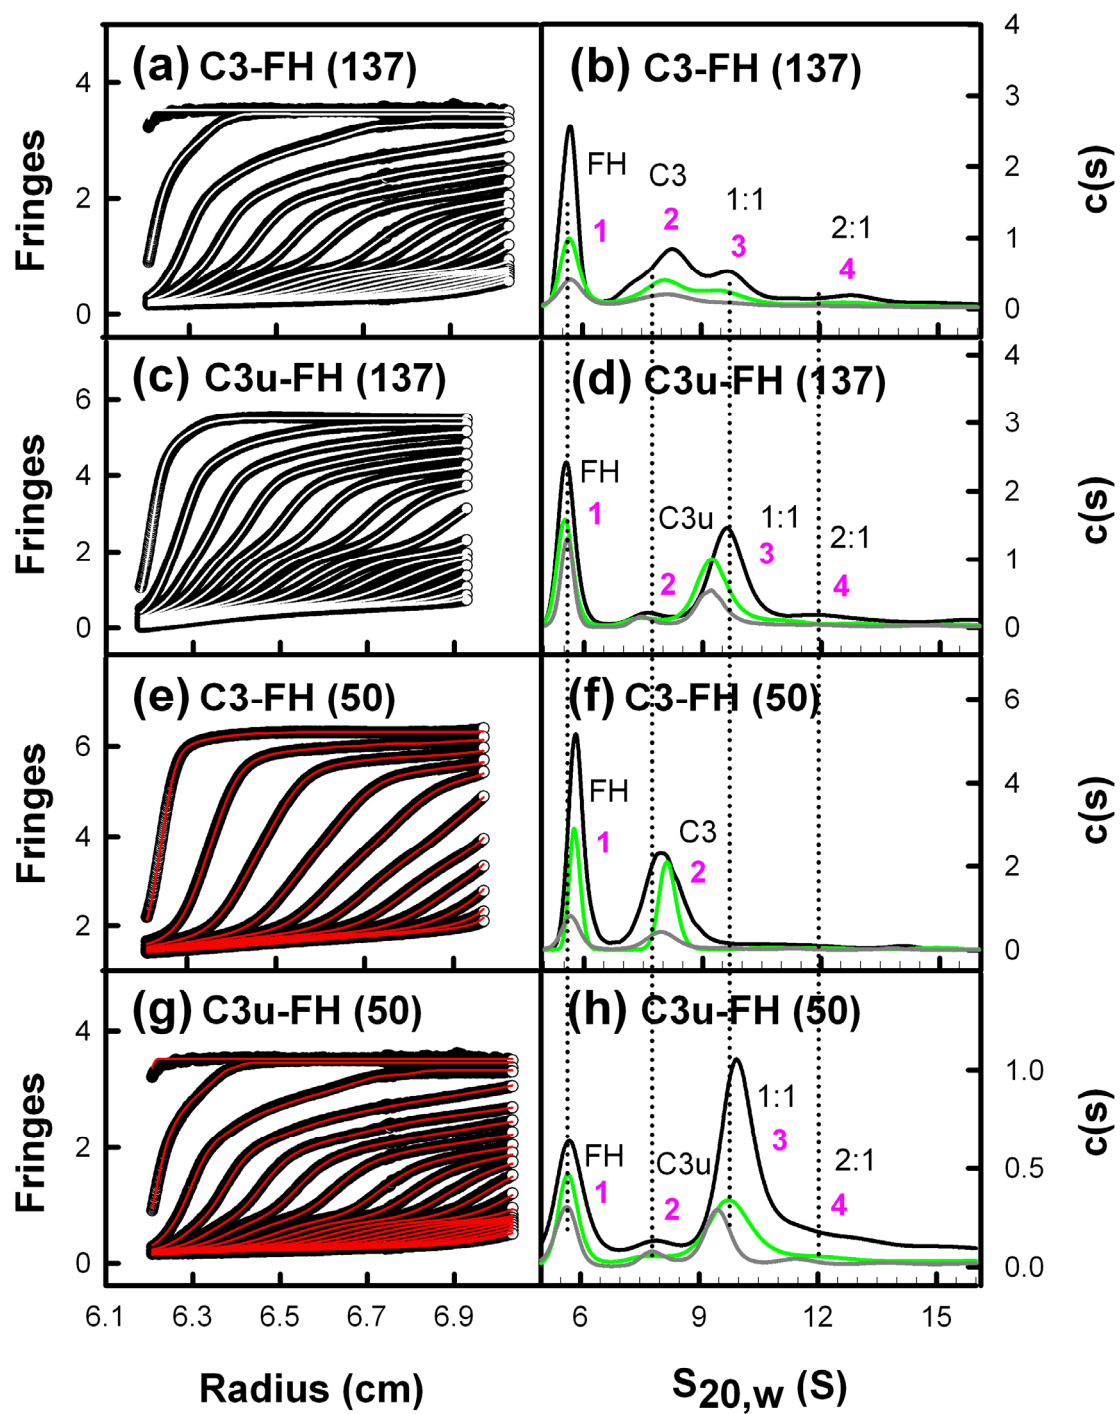 (a) C3-FH (137)
4
2
0
Fringes
(b) C3-FH (137)
FH
1
C3
2
1:1
3
2:1
4
4
3
2
1
0
c(s)
(c) C3u-FH (137)
6
4
2
0
Fringes
(d) C3u-FH (137)
FH
1
C3u
2
1:1
3
2:1
4
4
3
2
1
0
c(s)
(e) C3-FH (50)
6
4
2
Fringes
(f) C3-FH (50)
FH
1
C3
2
6
4
2
0
c(s)
(g) C3u-FH (50)
4
2
0
Fringes
6.1 6.3 6.5 6.7 6.9
Radius (cm)
(h) C3u-FH (50)
FH
1
C3u
2
1:1
3
2:1
4
1.0
0.5
0.0
c(s)
6 9 12 15
S20,w (S)